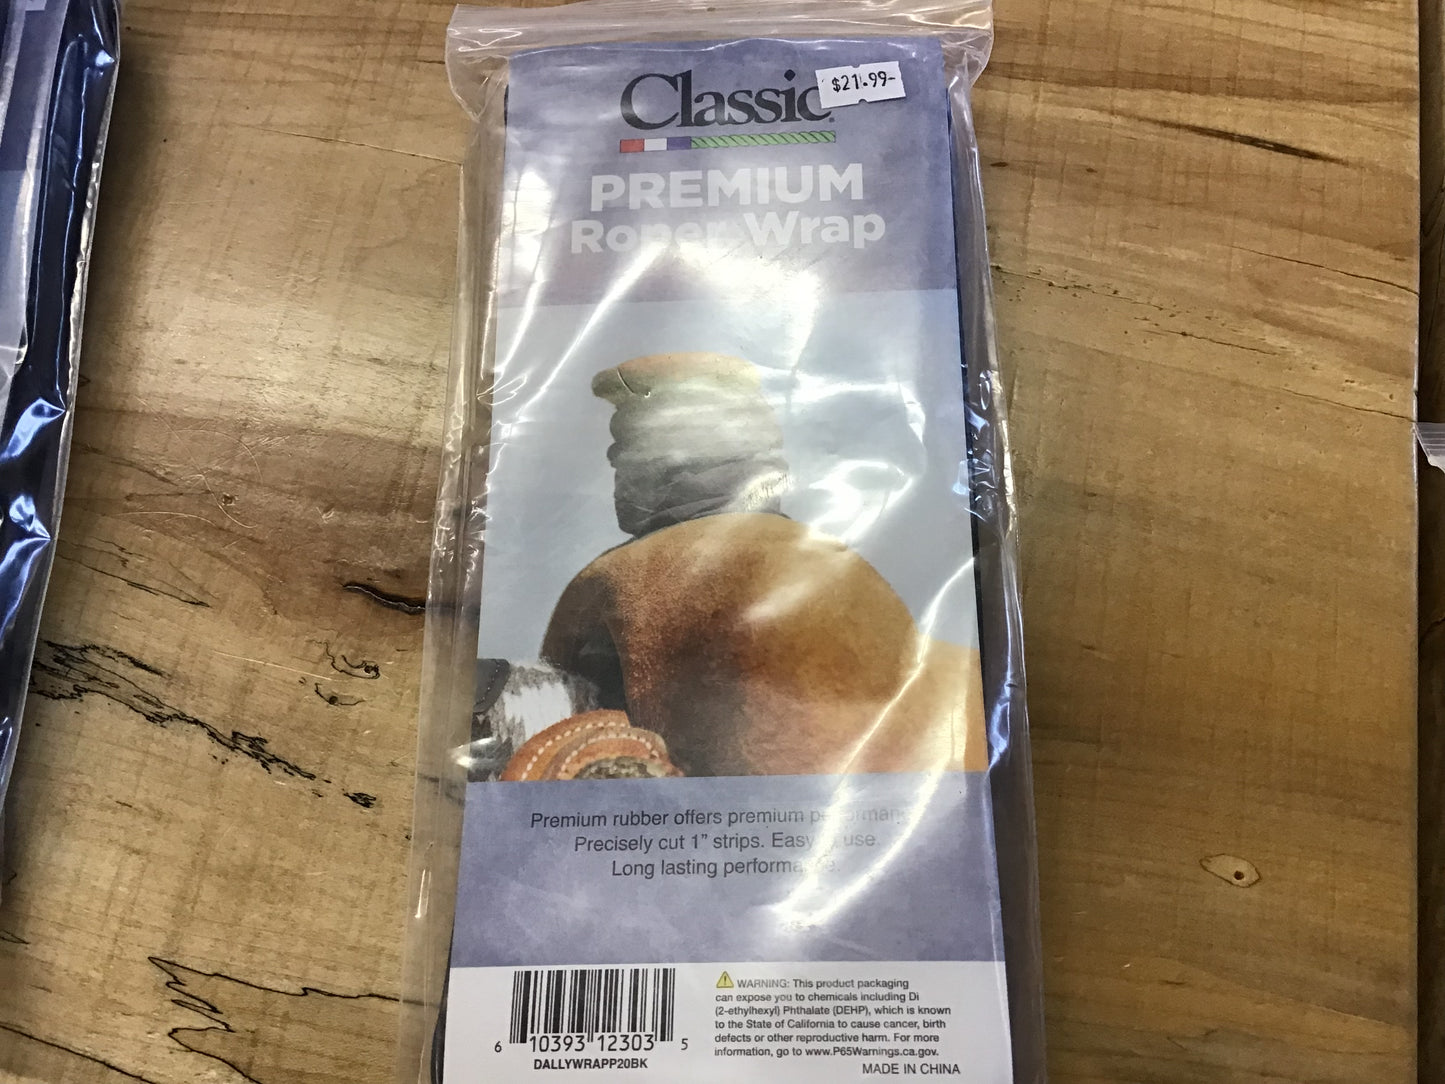 Classic
$21.99-
PREMIUM
Roper Wrap
Premium rubber offers premium
Precisely cut 1" strips. Easy use.
Long lasting
WARNING: This product packaging
can expose you to chemicals including Di
(2-ethylhexyl) Phthalate (DEHP), which is known
to the State of California to cause cancer, birth
defects or other reproductive harm. For more
information, go to www.P65Warnings.ca.gov.
6 10393 12303 5
DALLYWRAPP20BK
MADE IN CHINA